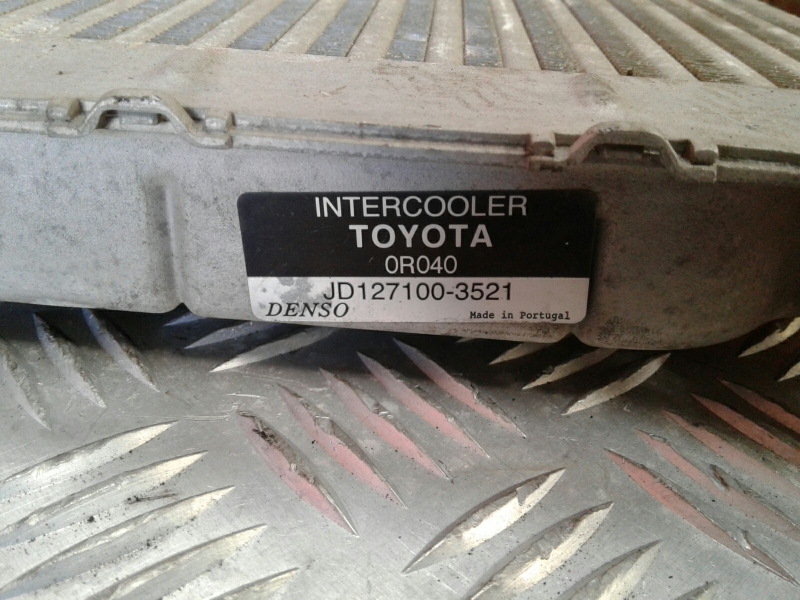 INTERCOOLER
TOYOTA
0R040
JD127100-3521
DENSO Made in Portugal